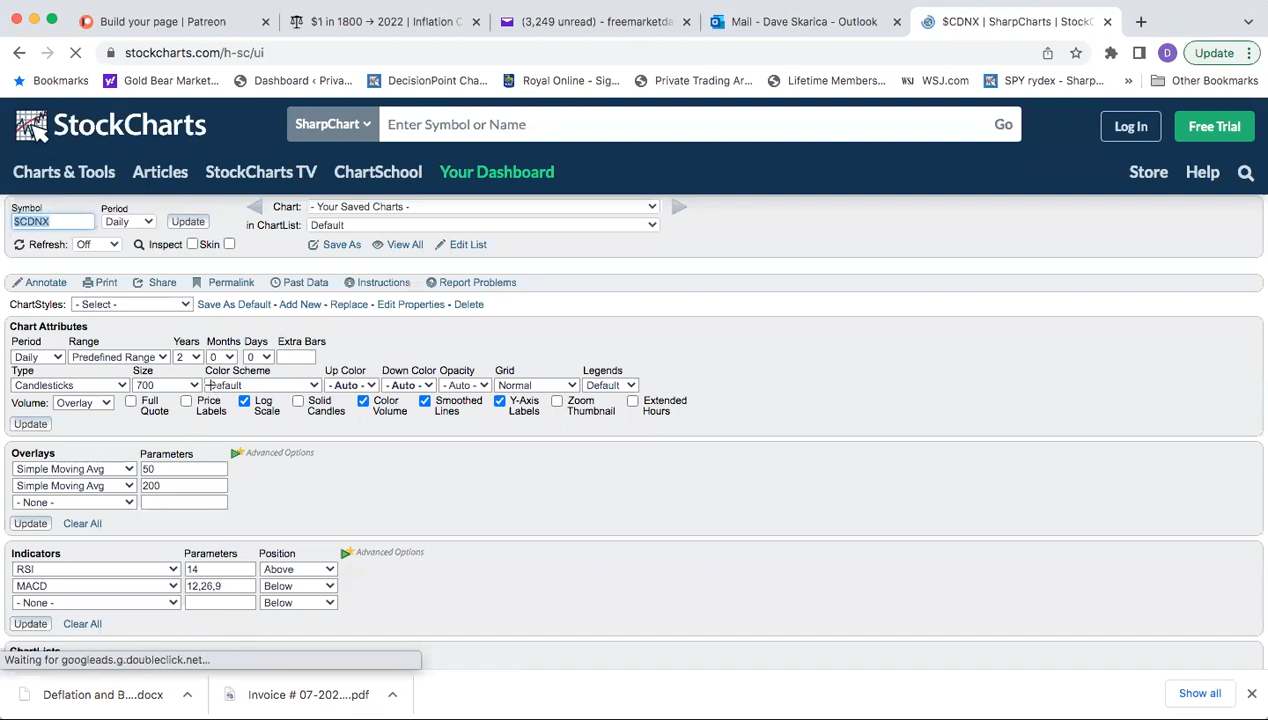 Build your page | Patreon
$1 in 1800 → 2022 | Inflation C
(3,249 unread) - freemarketda
Mail - Dave Skarica - Outlook
$CDNX | SharpCharts | StockC
stockcharts.com/h-sc/ui
D
Update
Bookmarks
Gold Bear Market...
Dashboard ‹ Priva...
DecisionPoint Cha...
Royal Online - Sig...
Private Trading Ar...
Lifetime Members...
WSJ WSJ.com
SPY rydex - Sharp...
»
Other Bookmarks
StockCharts
SharpChart
Enter Symbol or Name
Go
Log In
Free Trial
Charts & Tools
Articles
StockCharts TV
ChartSchool
Your Dashboard
Store
Help
Symbol Period
$CDNX Daily Update
Chart: - Your Saved Charts -
in ChartList: Default
Refresh: Off Inspect Skin
Save As View All Edit List
Annotate Print Share Permalink Past Data Instructions Report Problems
ChartStyles: - Select - Save As Default - Add New - Replace - Edit Properties - Delete
Chart Attributes
Period Range Years Months Days Extra Bars
Daily Predefined Range 2 0 0
Type Size Color Scheme Up Color Down Color Opacity Grid Legends
Candlesticks 700 Default - Auto - - Auto - - Auto - Normal Default
Volume: Overlay Full Quote Price Labels Log Scale Solid Candles Color Volume Smoothed Lines Y-Axis Labels Zoom Thumbnail Extended Hours
Update
Overlays Parameters Advanced Options
Simple Moving Avg 50
Simple Moving Avg 200
- None -
Update Clear All
Indicators Parameters Position Advanced Options
RSI 14 Above
MACD 12,26,9 Below
- None - Below
Update Clear All
ChartLists
Waiting for googleads.g.doubleclick.net...
Deflation and B....docx
Invoice # 07-202....pdf
Show all